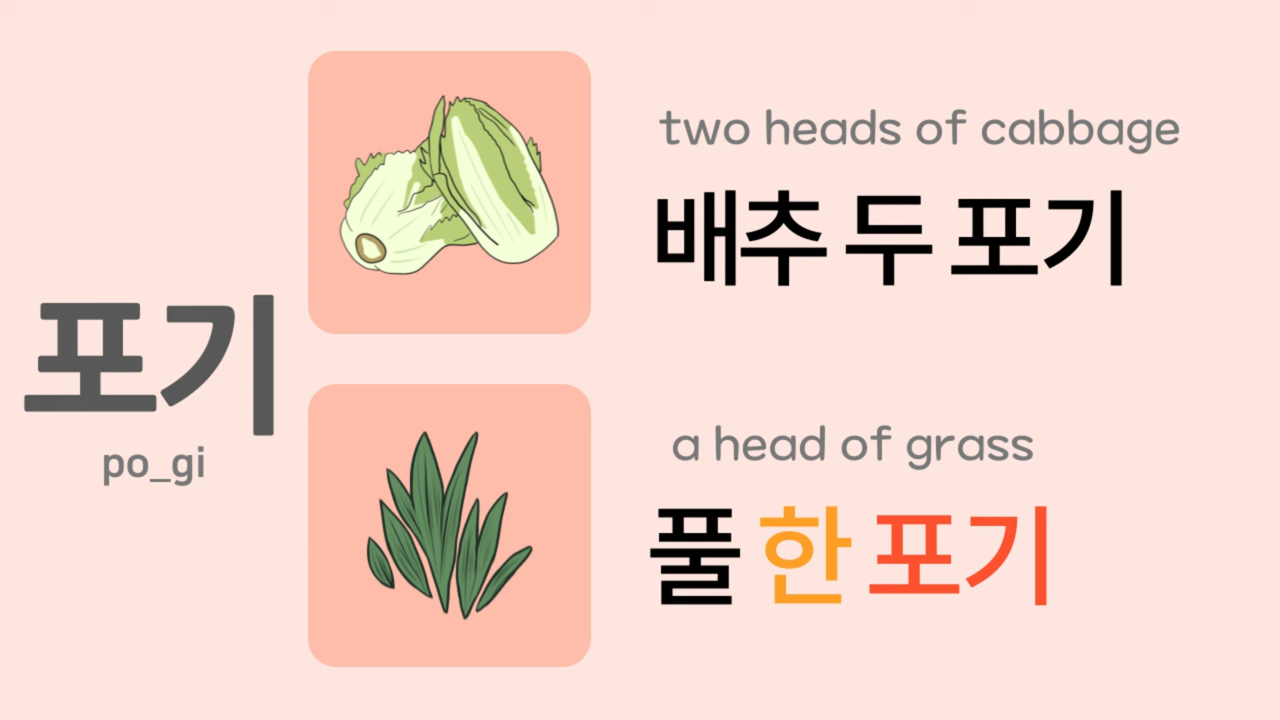 포기
po_gi
two heads of cabbage
배추 두 포기
a head of grass
풀 한 포기